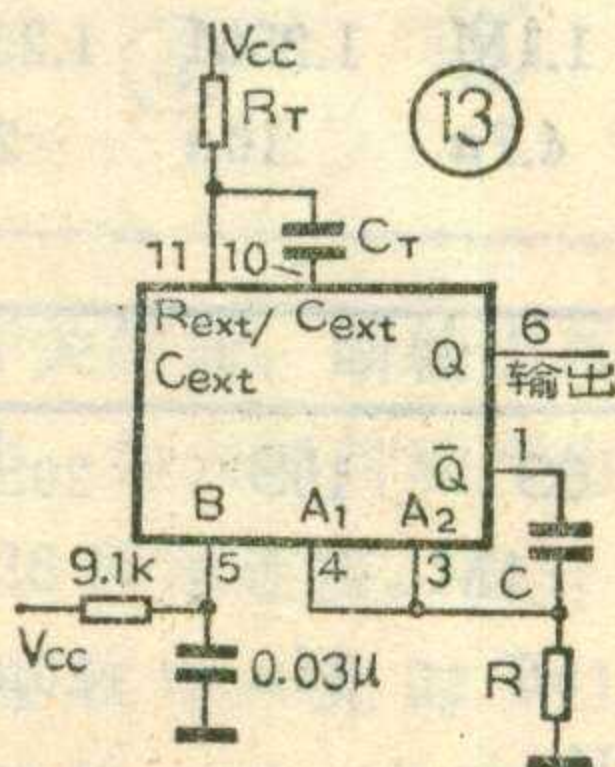 Vcc
RT
13
CT
11
10
Rext/
Cext
Cext
Q
6
输出
1
Q̄
B
A1
A2
9.1k
5
4
3
C
Vcc
0.03μ
R